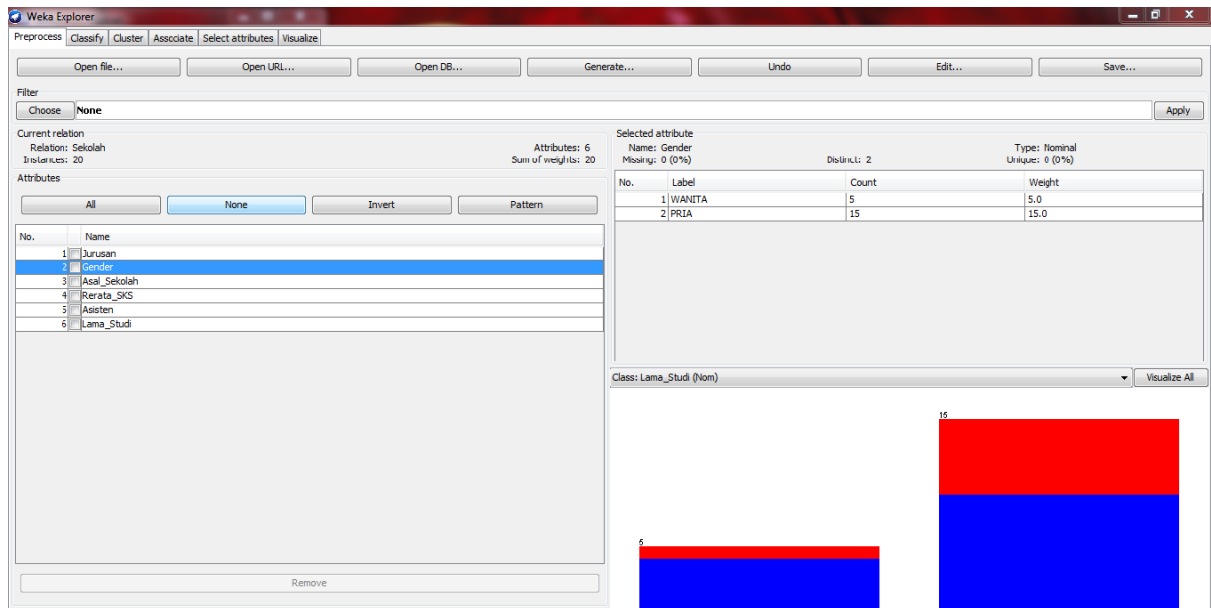 Weka Explorer
Preprocess Classify Cluster Associate Select attributes Visualize
Open file... Open URL... Open DB... Generate... Undo Edit... Save...
Filter
Choose None Apply
Current relation
Relation: Sekolah Attributes: 6
Instances: 20 Sum of weights: 20
Attributes
All None Invert Pattern
No. Name
1 Jurusan
2 Gender
3 Asal_Sekolah
4 Rerata_SKS
5 Asisten
6 Lama_Studi
Remove
Selected attribute
Name: Gender Type: Nominal
Missing: 0 (0%) Distinct: 2 Unique: 0 (0%)
No. Label Count Weight
1 WANITA 5 5.0
2 PRIA 15 15.0
Class: Lama_Studi (Nom) Visualize All
15
5